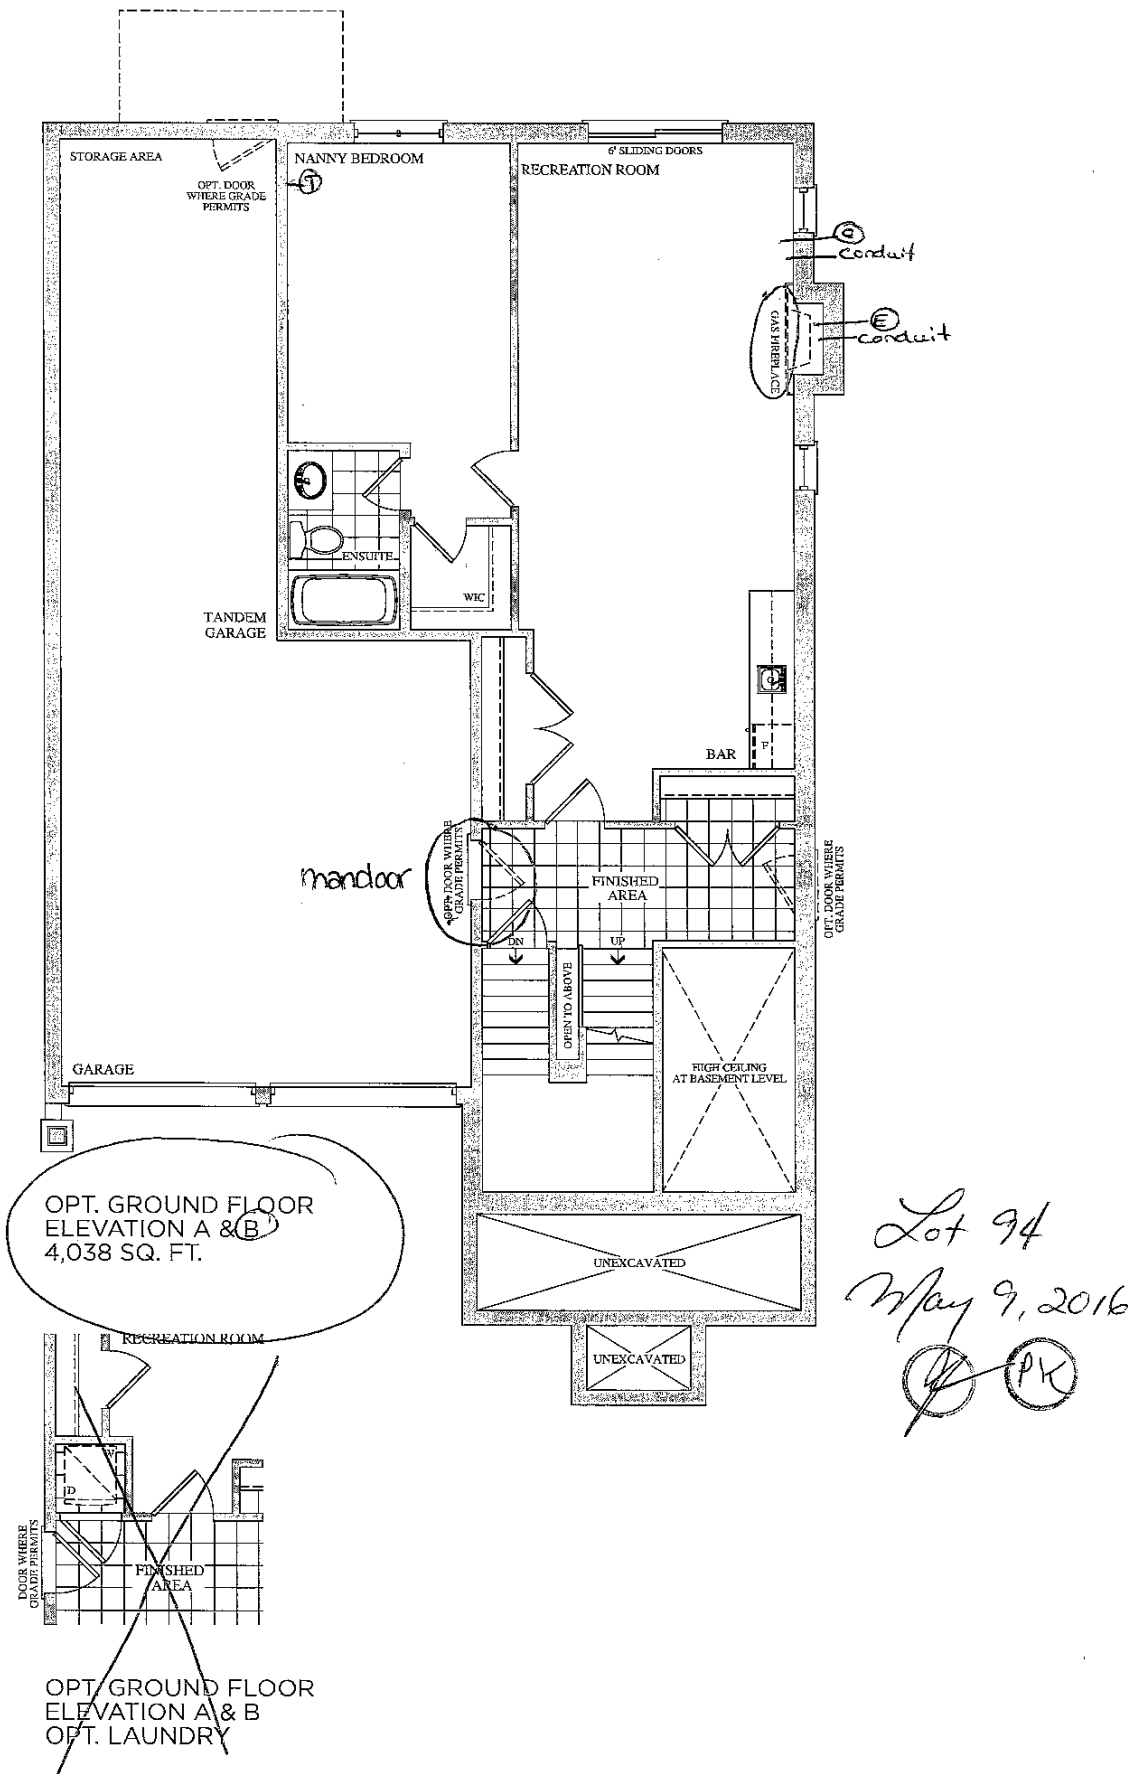 STORAGE AREA
NANNY BEDROOM
6' SLIDING DOORS
RECREATION ROOM
OPT. DOOR
WHERE GRADE
PERMITS
T
conduit
E
conduit
GAS FIREPLACE
ENSUITE
WIC
TANDEM
GARAGE
BAR
F
mandoor
OPT. DOOR WHERE
GRADE PERMITS
FINISHED
AREA
OPT. DOOR WHERE
GRADE PERMITS
DN
UP
OPEN TO ABOVE
HIGH CEILING
AT BASEMENT LEVEL
GARAGE
OPT. GROUND FLOOR
ELEVATION A & B
4,038 SQ. FT.
UNEXCAVATED
UNEXCAVATED
Lot 94
May 9, 2016
PK
RECREATION ROOM
W
D
DOOR WHERE
GRADE PERMITS
FINISHED
AREA
OPT. GROUND FLOOR
ELEVATION A & B
OPT. LAUNDRY